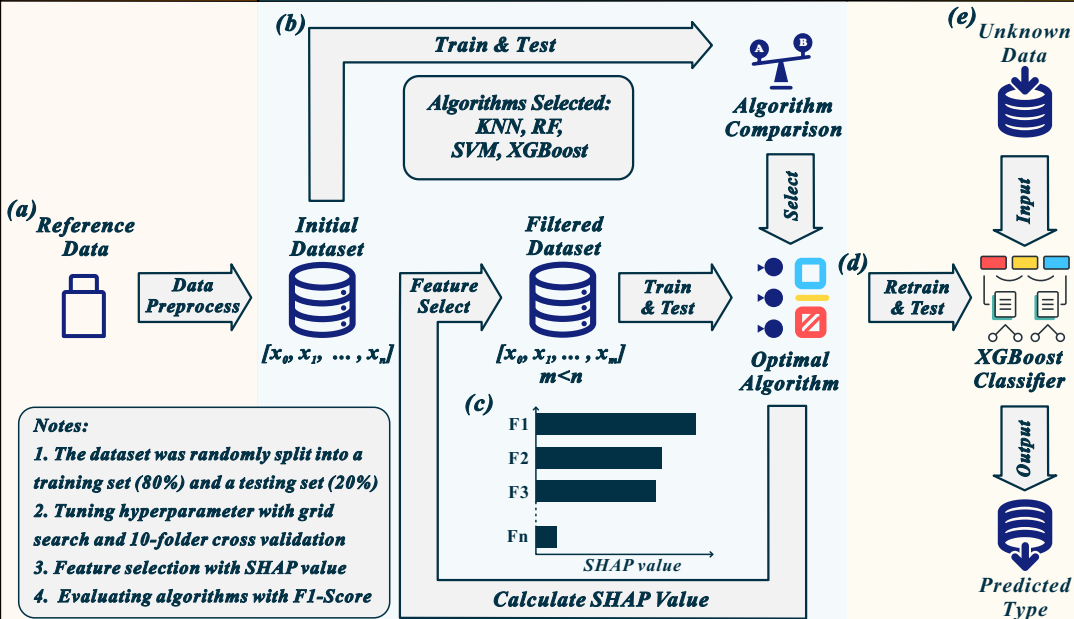 (a)
Reference
Data
Data
Preprocess
(b)
Train & Test
Algorithms Selected:
KNN, RF,
SVM, XGBoost
A
B
Algorithm
Comparison
Select
Initial
Dataset
[x₀, x₁, ... , xₙ]
Feature
Select
Filtered
Dataset
[x₀, x₁, ... , xₘ]
m<n
Train
& Test
Optimal
Algorithm
(c)
F1
F2
F3
Fn
SHAP value
Calculate SHAP Value
(d)
Retrain
& Test
(e)
Unknown
Data
Input
XGBoost
Classifier
Output
Predicted
Type
Notes:
1. The dataset was randomly split into a
training set (80%) and a testing set (20%)
2. Tuning hyperparameter with grid
search and 10-folder cross validation
3. Feature selection with SHAP value
4. Evaluating algorithms with F1-Score